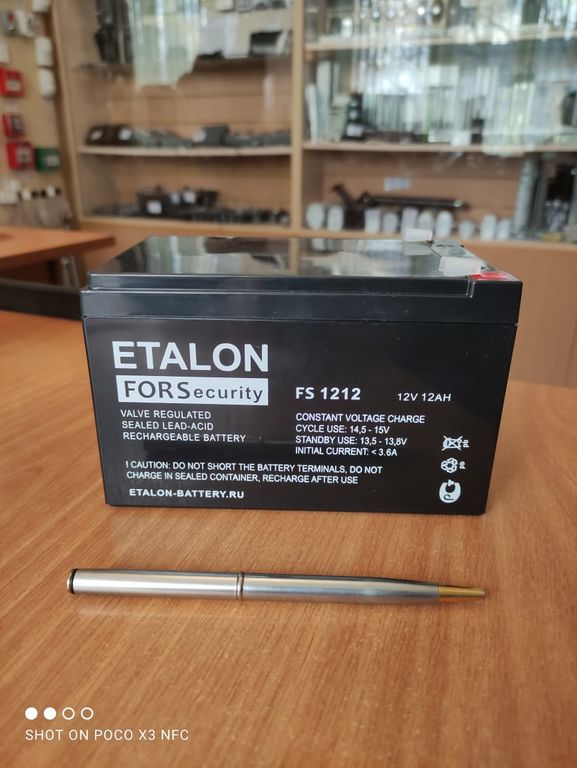 ETALON
FORSecurity
FS 1212
12V 12AH
VALVE REGULATED
SEALED LEAD-ACID
RECHARGEABLE BATTERY
CONSTANT VOLTAGE CHARGE
CYCLE USE: 14,5 - 15V
STANDBY USE: 13,5 - 13,8V
INITIAL CURRENT: < 3.6A
! CAUTION: DO NOT SHORT THE BATTERY TERMINALS, DO NOT
CHARGE IN SEALED CONTAINER, RECHARGE AFTER USE
ETALON-BATTERY.RU
SHOT ON POCO X3 NFC